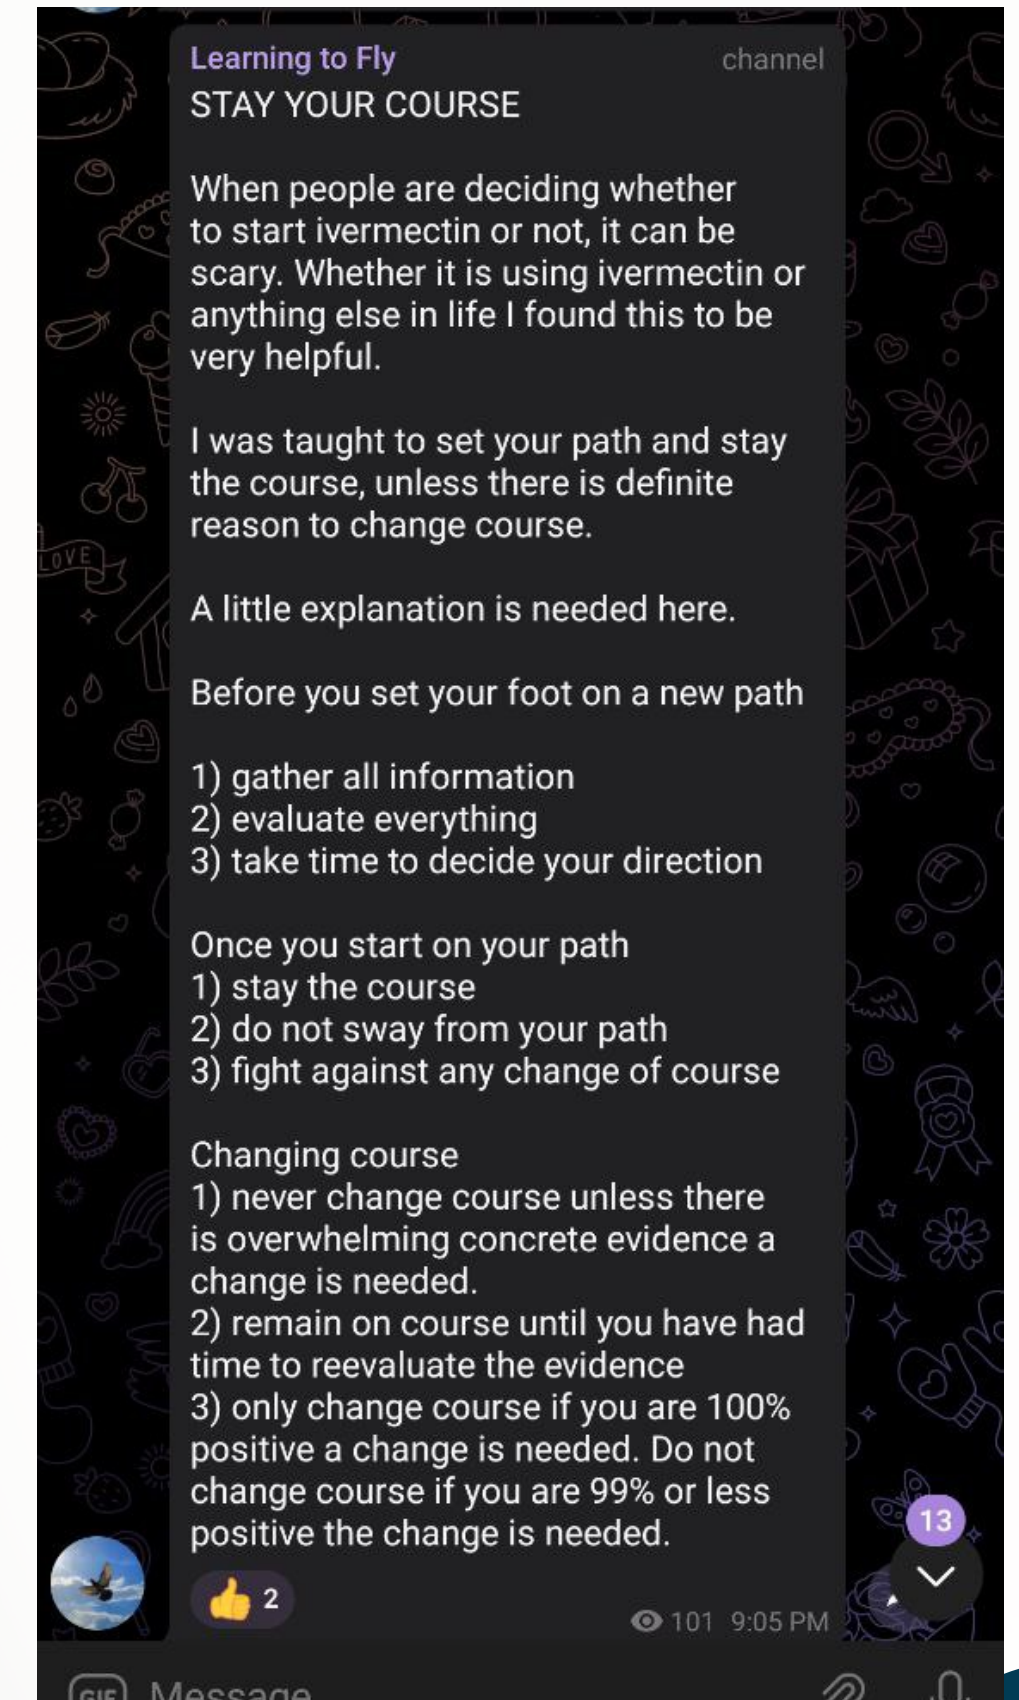 Learning to Fly channel
STAY YOUR COURSE
When people are deciding whether
to start ivermectin or not, it can be
scary. Whether it is using ivermectin or
anything else in life I found this to be
very helpful.
I was taught to set your path and stay
the course, unless there is definite
reason to change course.
A little explanation is needed here.
Before you set your foot on a new path
1) gather all information
2) evaluate everything
3) take time to decide your direction
Once you start on your path
1) stay the course
2) do not sway from your path
3) fight against any change of course
Changing course
1) never change course unless there
is overwhelming concrete evidence a
change is needed.
2) remain on course until you have had
time to reevaluate the evidence
3) only change course if you are 100%
positive a change is needed. Do not
change course if you are 99% or less
positive the change is needed.
LOVE
13
2
101 9:05 PM
GIF Message